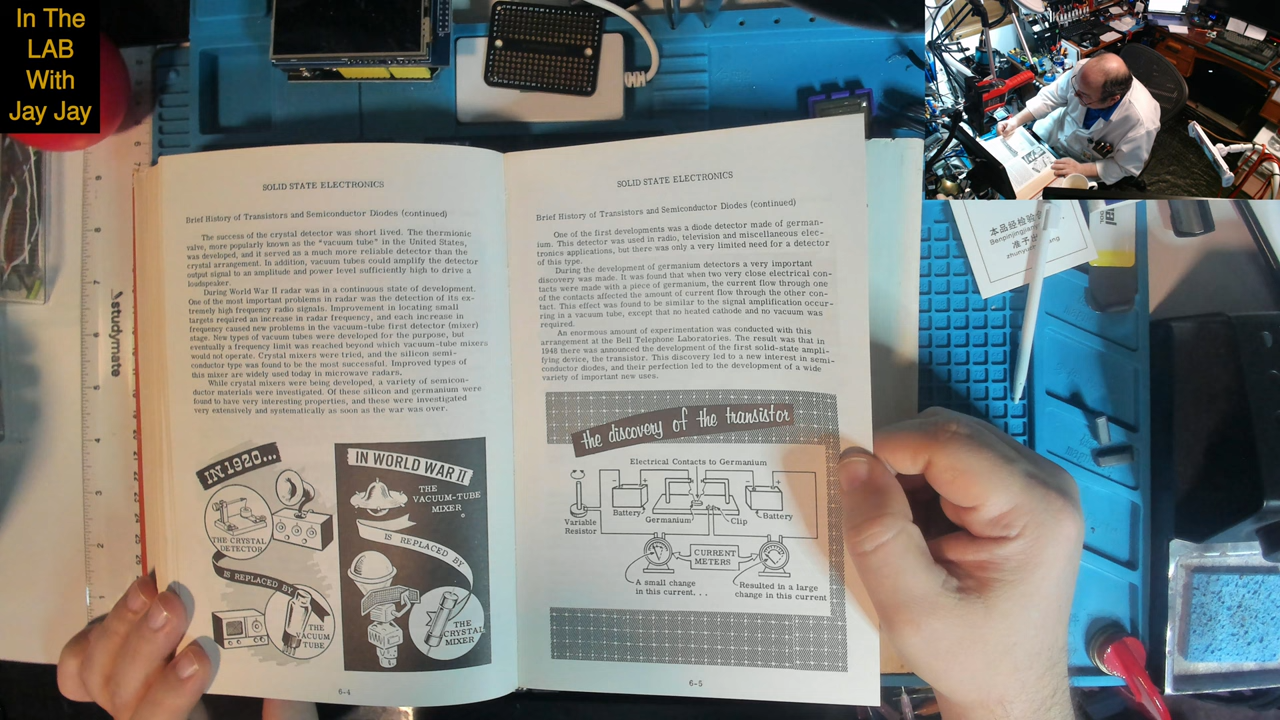 In The
LAB
With
Jay Jay
SOLID STATE ELECTRONICS
Brief History of Transistors and Semiconductor Diodes (continued)
The success of the crystal detector was short lived. The thermionic
valve, more popularly known as the "vacuum tube" in the United States,
was developed, and it served as a much more reliable detector than the
crystal arrangement. In addition, vacuum tubes could amplify the detector
output signal to an amplitude and power level sufficiently high to drive a
loudspeaker.
During World War II radar was in a continuous state of development.
One of the most important problems in radar was the detection of its ex-
tremely high frequency radio signals. Improvement in locating small
targets required an increase in radar frequency, and each increase in
frequency caused new problems in the vacuum-tube first detector (mixer)
stage. New types of vacuum tubes were developed for the purpose, but
eventually a frequency limit was reached beyond which vacuum-tube mixers
would not operate. Crystal mixers were tried, and the silicon semi-
conductor type was found to be the most successful. Improved types of
this mixer are widely used today in microwave radars.
While crystal mixers were being developed, a variety of semicon-
ductor materials were investigated. Of these silicon and germanium were
found to have very interesting properties, and these were investigated
very extensively and systematically as soon as the war was over.
IN 1920...
THE CRYSTAL
DETECTOR
IS REPLACED BY
THE
VACUUM
TUBE
IN WORLD WAR II
THE
VACUUM-TUBE
MIXER
IS REPLACED BY
THE
CRYSTAL
MIXER
6-4
SOLID STATE ELECTRONICS
Brief History of Transistors and Semiconductor Diodes (continued)
One of the first developments was a diode detector made of german-
ium. This detector was used in radio, television and miscellaneous elec-
tronics applications, but there was only a very limited need for a detector
of this type.
During the development of germanium detectors a very important
discovery was made. It was found that when two very close electrical con-
tacts were made with a piece of germanium, the current flow through one
of the contacts affected the amount of current flow through the other con-
tact. This effect was found to be similar to the signal amplification occur-
ring in a vacuum tube, except that no heated cathode and no vacuum was
required.
An enormous amount of experimentation was conducted with this
arrangement at the Bell Telephone Laboratories. The result was that in
1948 there was announced the development of the first solid-state ampli-
fying device, the transistor. This discovery led to a new interest in semi-
conductor diodes, and their perfection led to the development of a wide
variety of important new uses.
the discovery of the transistor
Electrical Contacts to Germanium
Battery
Battery
Variable
Resistor
Germanium
Clip
CURRENT
METERS
A small change
in this current. . .
Resulted in a large
change in this current
6-5
studymate